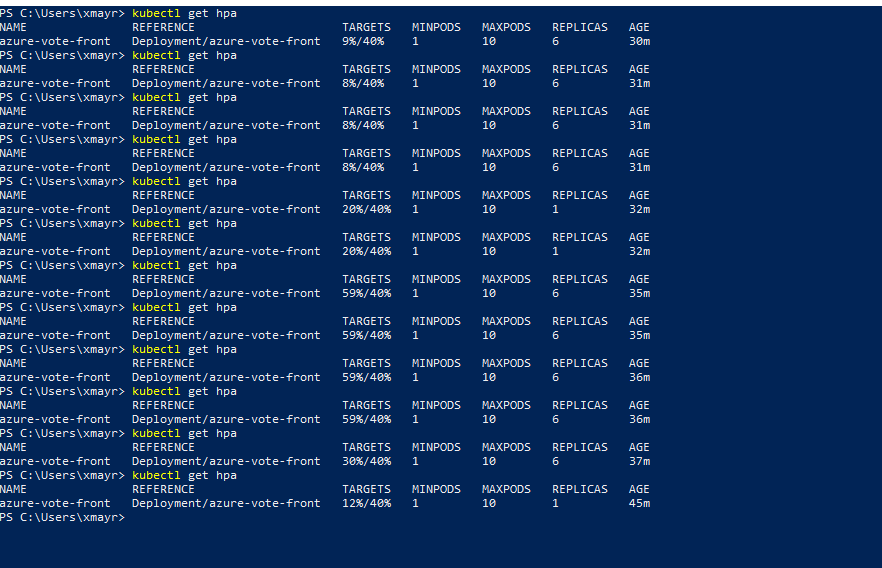 PS C:\Users\xmayr> kubectl get hpa
NAME REFERENCE TARGETS MINPODS MAXPODS REPLICAS AGE
azure-vote-front Deployment/azure-vote-front 9%/40% 1 10 6 30m
PS C:\Users\xmayr> kubectl get hpa
NAME REFERENCE TARGETS MINPODS MAXPODS REPLICAS AGE
azure-vote-front Deployment/azure-vote-front 8%/40% 1 10 6 31m
PS C:\Users\xmayr> kubectl get hpa
NAME REFERENCE TARGETS MINPODS MAXPODS REPLICAS AGE
azure-vote-front Deployment/azure-vote-front 8%/40% 1 10 6 31m
PS C:\Users\xmayr> kubectl get hpa
NAME REFERENCE TARGETS MINPODS MAXPODS REPLICAS AGE
azure-vote-front Deployment/azure-vote-front 8%/40% 1 10 6 31m
PS C:\Users\xmayr> kubectl get hpa
NAME REFERENCE TARGETS MINPODS MAXPODS REPLICAS AGE
azure-vote-front Deployment/azure-vote-front 20%/40% 1 10 1 32m
PS C:\Users\xmayr> kubectl get hpa
NAME REFERENCE TARGETS MINPODS MAXPODS REPLICAS AGE
azure-vote-front Deployment/azure-vote-front 20%/40% 1 10 1 32m
PS C:\Users\xmayr> kubectl get hpa
NAME REFERENCE TARGETS MINPODS MAXPODS REPLICAS AGE
azure-vote-front Deployment/azure-vote-front 59%/40% 1 10 6 35m
PS C:\Users\xmayr> kubectl get hpa
NAME REFERENCE TARGETS MINPODS MAXPODS REPLICAS AGE
azure-vote-front Deployment/azure-vote-front 59%/40% 1 10 6 35m
PS C:\Users\xmayr> kubectl get hpa
NAME REFERENCE TARGETS MINPODS MAXPODS REPLICAS AGE
azure-vote-front Deployment/azure-vote-front 59%/40% 1 10 6 36m
PS C:\Users\xmayr> kubectl get hpa
NAME REFERENCE TARGETS MINPODS MAXPODS REPLICAS AGE
azure-vote-front Deployment/azure-vote-front 59%/40% 1 10 6 36m
PS C:\Users\xmayr> kubectl get hpa
NAME REFERENCE TARGETS MINPODS MAXPODS REPLICAS AGE
azure-vote-front Deployment/azure-vote-front 30%/40% 1 10 6 37m
PS C:\Users\xmayr> kubectl get hpa
NAME REFERENCE TARGETS MINPODS MAXPODS REPLICAS AGE
azure-vote-front Deployment/azure-vote-front 12%/40% 1 10 1 45m
PS C:\Users\xmayr>